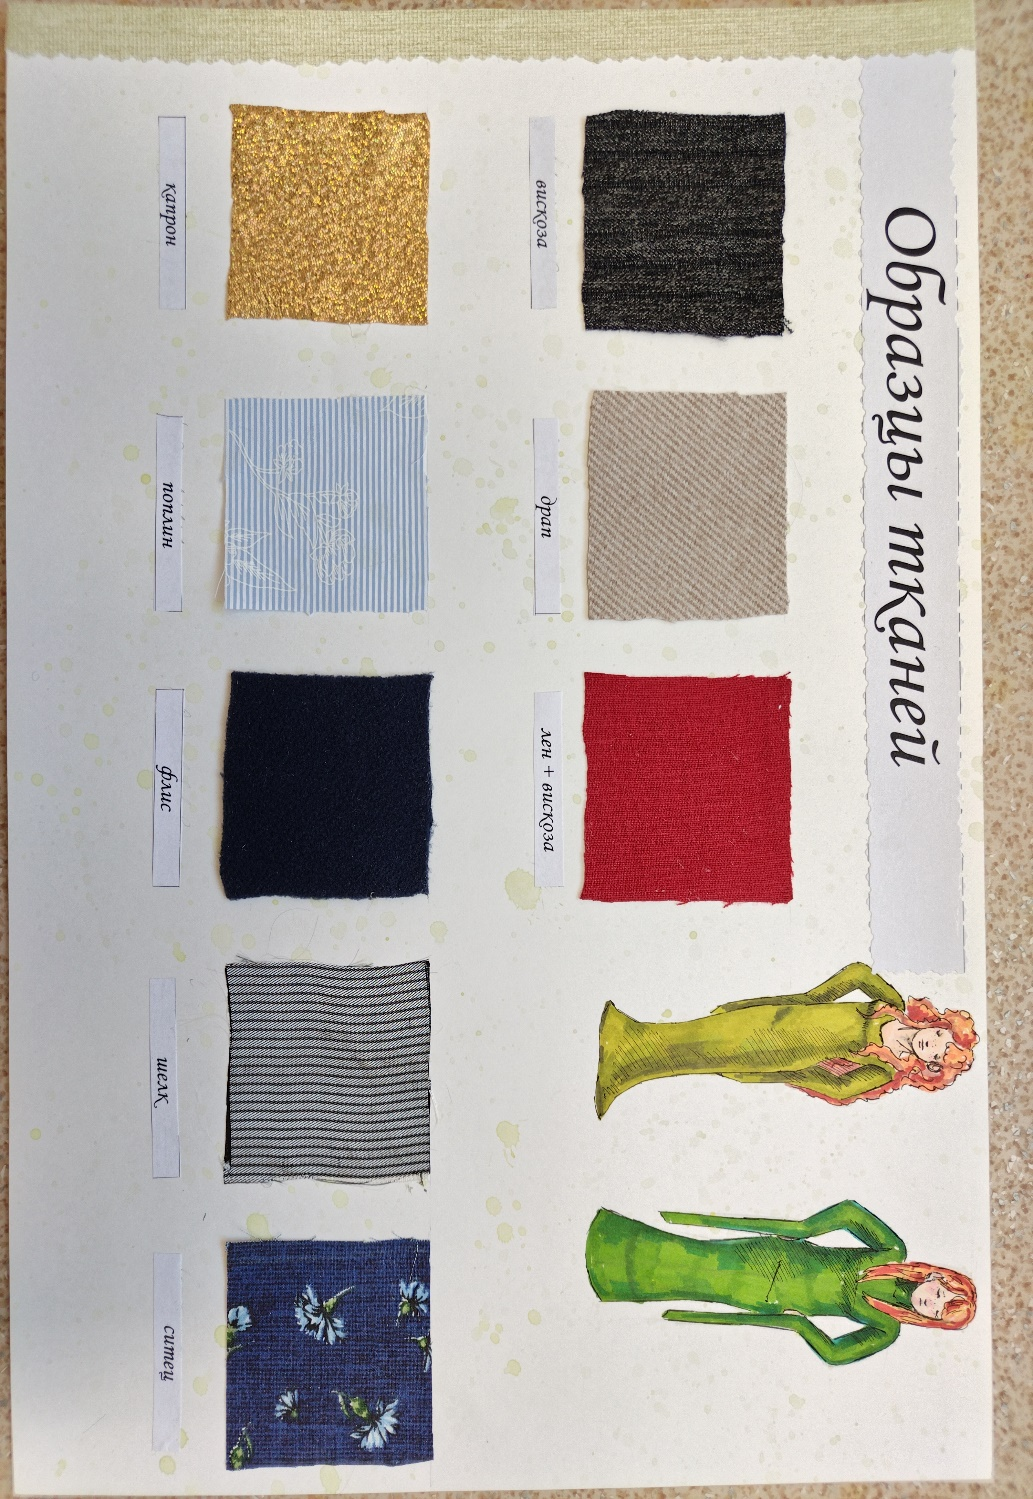 Образцы тканей
вискоза
драп
лен + вискоза
капрон
поплин
флис
шелк
ситец